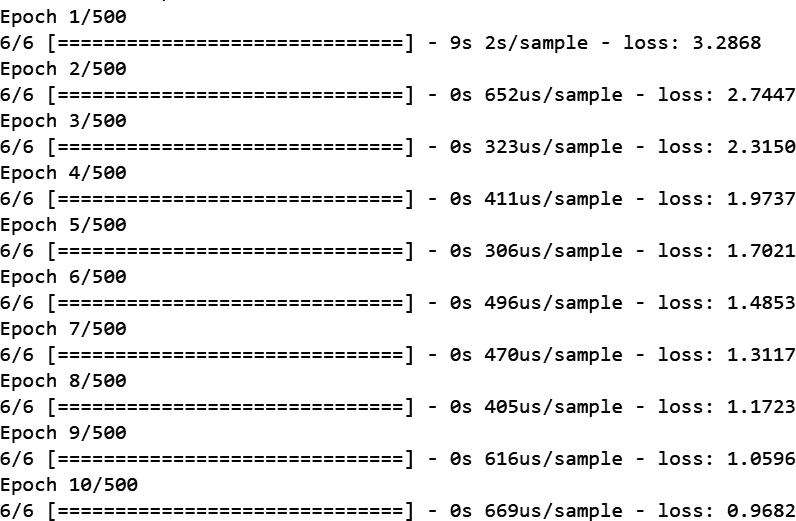 Epoch 1/500
6/6 [==============================] - 9s 2s/sample - loss: 3.2868
Epoch 2/500
6/6 [==============================] - 0s 652us/sample - loss: 2.7447
Epoch 3/500
6/6 [==============================] - 0s 323us/sample - loss: 2.3150
Epoch 4/500
6/6 [==============================] - 0s 411us/sample - loss: 1.9737
Epoch 5/500
6/6 [==============================] - 0s 306us/sample - loss: 1.7021
Epoch 6/500
6/6 [==============================] - 0s 496us/sample - loss: 1.4853
Epoch 7/500
6/6 [==============================] - 0s 470us/sample - loss: 1.3117
Epoch 8/500
6/6 [==============================] - 0s 405us/sample - loss: 1.1723
Epoch 9/500
6/6 [==============================] - 0s 616us/sample - loss: 1.0596
Epoch 10/500
6/6 [==============================] - 0s 669us/sample - loss: 0.9682